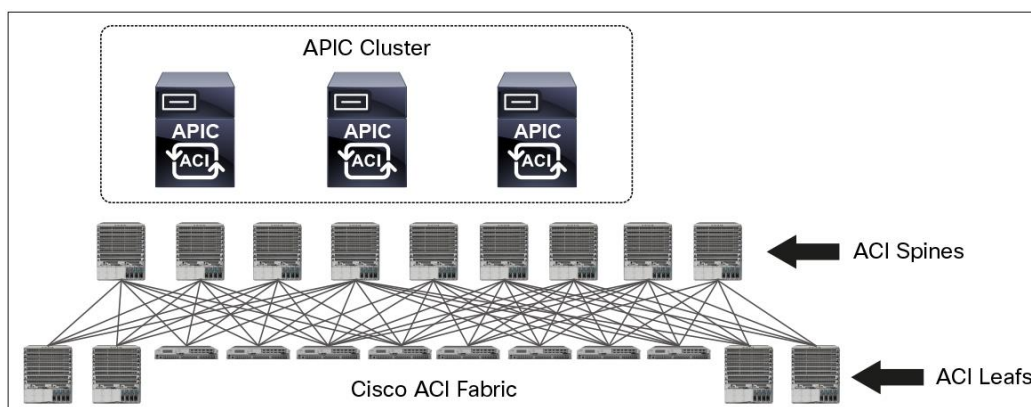 APIC Cluster
APIC
ACI
APIC
ACI
APIC
ACI
ACI Spines
Cisco ACI Fabric
ACI Leafs